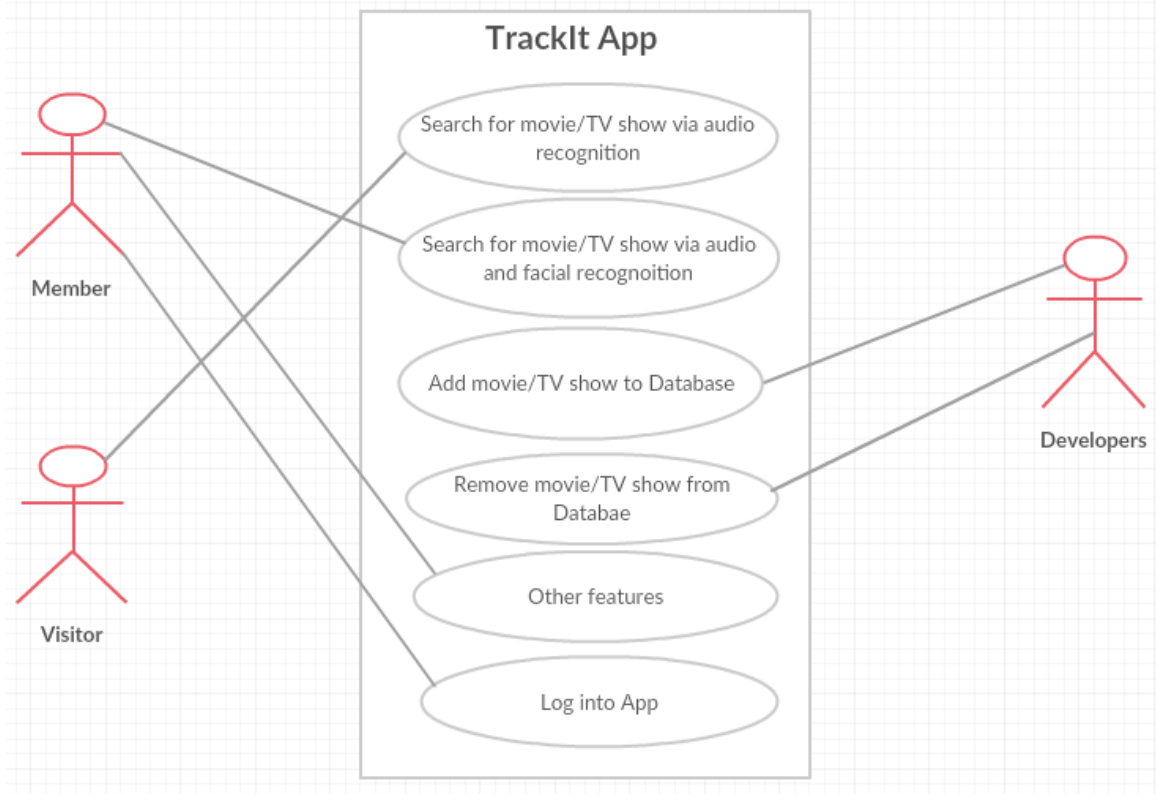 TrackIt App
Search for movie/TV show via audio
recognition
Search for movie/TV show via audio
and facial recognoition
Member
Add movie/TV show to Database
Developers
Remove movie/TV show from
Databae
Other features
Visitor
Log into App